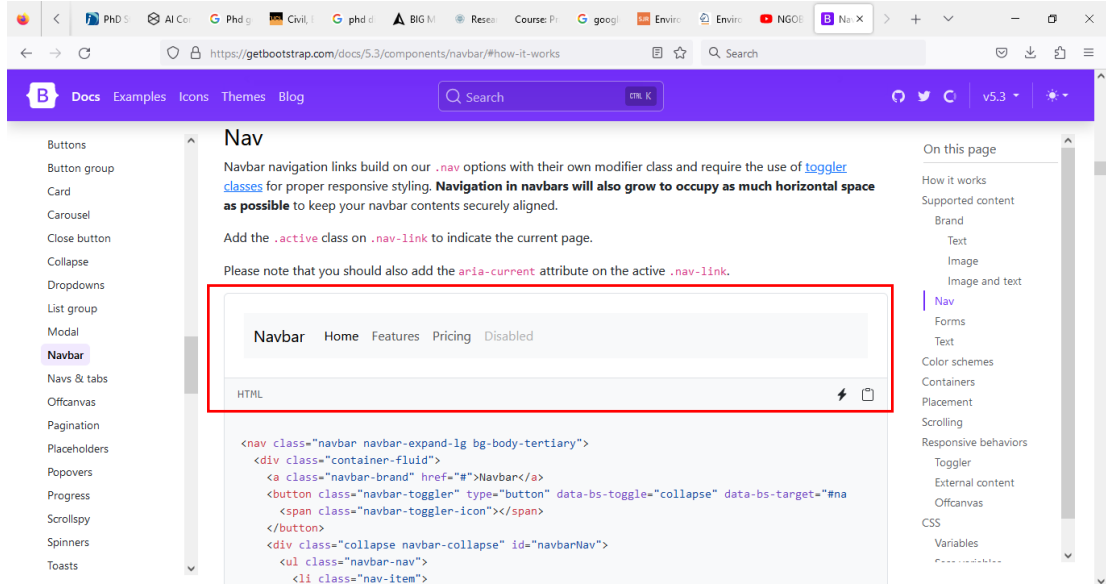 PhD S
AI Cor
Phd g
Civil, E
phd d
BIG M
Resea
Course: Pr
googl
Enviro
Enviro
NGOE
Na
https://getbootstrap.com/docs/5.3/components/navbar/#how-it-works
Search
Docs Examples Icons Themes Blog
Search
CTRL K
v5.3
Buttons
Button group
Card
Carousel
Close button
Collapse
Dropdowns
List group
Modal
Navbar
Navs & tabs
Offcanvas
Pagination
Placeholders
Popovers
Progress
Scrollspy
Spinners
Toasts
Nav
Navbar navigation links build on our .nav options with their own modifier class and require the use of toggler
classes for proper responsive styling. Navigation in navbars will also grow to occupy as much horizontal space
as possible to keep your navbar contents securely aligned.
Add the .active class on .nav-link to indicate the current page.
Please note that you should also add the aria-current attribute on the active .nav-link.
Navbar Home Features Pricing Disabled
HTML
<nav class="navbar navbar-expand-lg bg-body-tertiary">
<div class="container-fluid">
<a class="navbar-brand" href="#">Navbar</a>
<button class="navbar-toggler" type="button" data-bs-toggle="collapse" data-bs-target="#na
<span class="navbar-toggler-icon"></span>
</button>
<div class="collapse navbar-collapse" id="navbarNav">
<ul class="navbar-nav">
<li class="nav-item">
On this page
How it works
Supported content
Brand
Text
Image
Image and text
Nav
Forms
Text
Color schemes
Containers
Placement
Scrolling
Responsive behaviors
Toggler
External content
Offcanvas
CSS
Variables